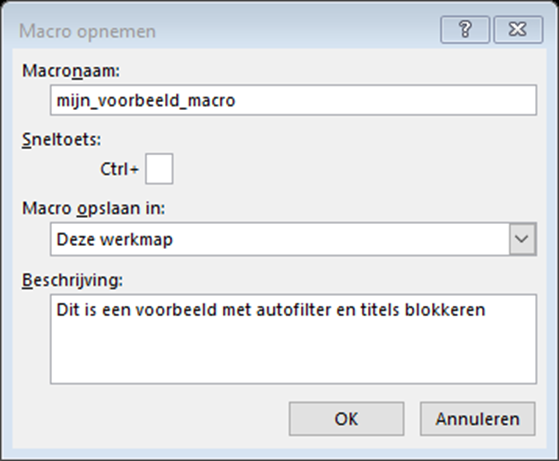 Macro opnemen
?
Macronaam:
mijn_voorbeeld_macro
Sneltoets:
Ctrl+
Macro opslaan in:
Deze werkmap
Beschrijving:
Dit is een voorbeeld met autofilter en titels blokkeren
OK Annuleren